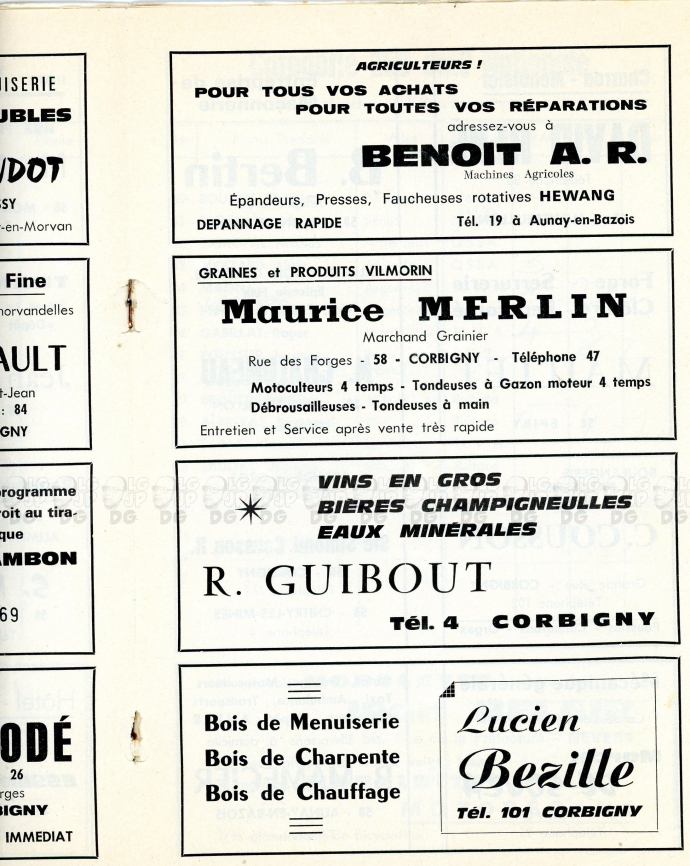 UISERIE
UBLES
DOT
SSY
-en-Morvan
Fine
norvandelles
AULT
t-Jean
: 84
GNY
programme
roit au tira-
que
AMBON
69
ODÉ
26
rges
BIGNY
IMMEDIAT
AGRICULTEURS !
POUR TOUS VOS ACHATS
POUR TOUTES VOS RÉPARATIONS
adressez-vous à
BENOIT A. R.
Machines Agricoles
Épandeurs, Presses, Faucheuses rotatives HEWANG
DEPANNAGE RAPIDE Tél. 19 à Aunay-en-Bazois
GRAINES et PRODUITS VILMORIN
Maurice MERLIN
Marchand Grainier
Rue des Forges - 58 - CORBIGNY - Téléphone 47
Motoculteurs 4 temps - Tondeuses à Gazon moteur 4 temps
Débrousailleuses - Tondeuses à main
Entretien et Service après vente très rapide
VINS EN GROS
BIÈRES CHAMPIGNEULLES
EAUX MINÉRALES
R. GUIBOUT
Tél. 4 CORBIGNY
Bois de Menuiserie
Bois de Charpente
Bois de Chauffage
Lucien
Bezille
Tél. 101 CORBIGNY